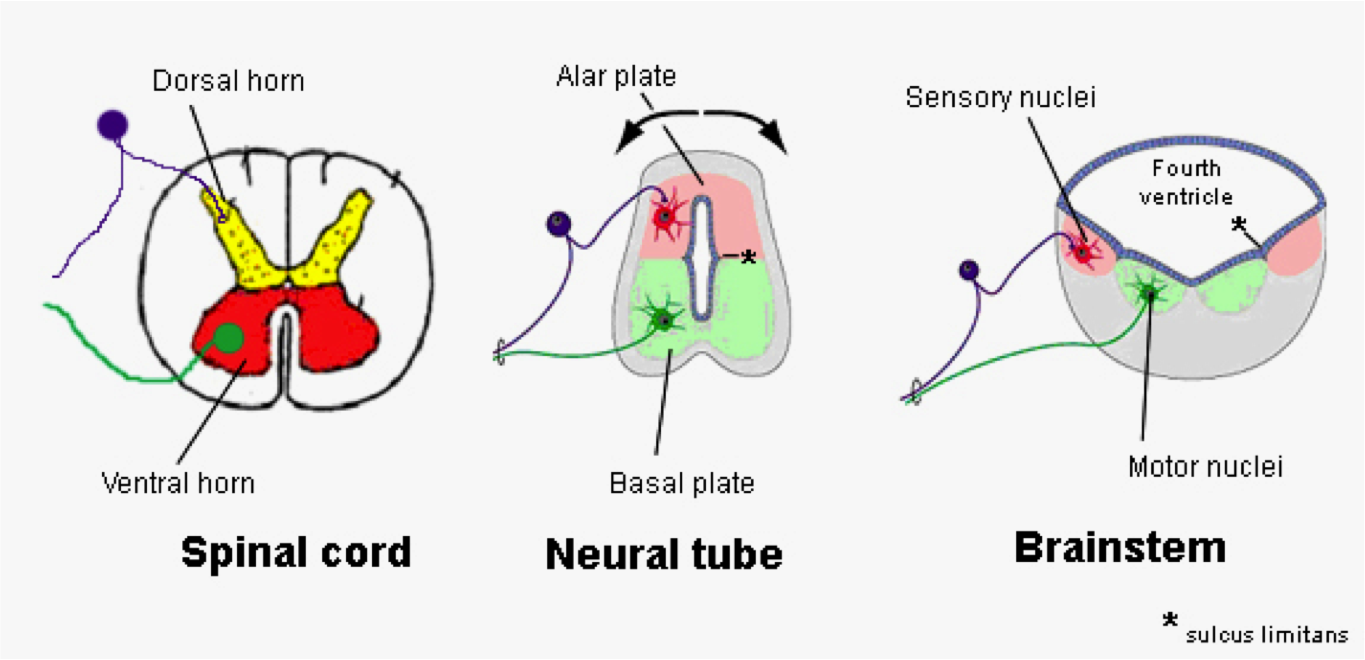 Dorsal horn
Ventral horn
Spinal cord
Alar plate
*
Basal plate
Neural tube
Sensory nuclei
Fourth
ventricle
*
Motor nuclei
Brainstem
* sulcus limitans